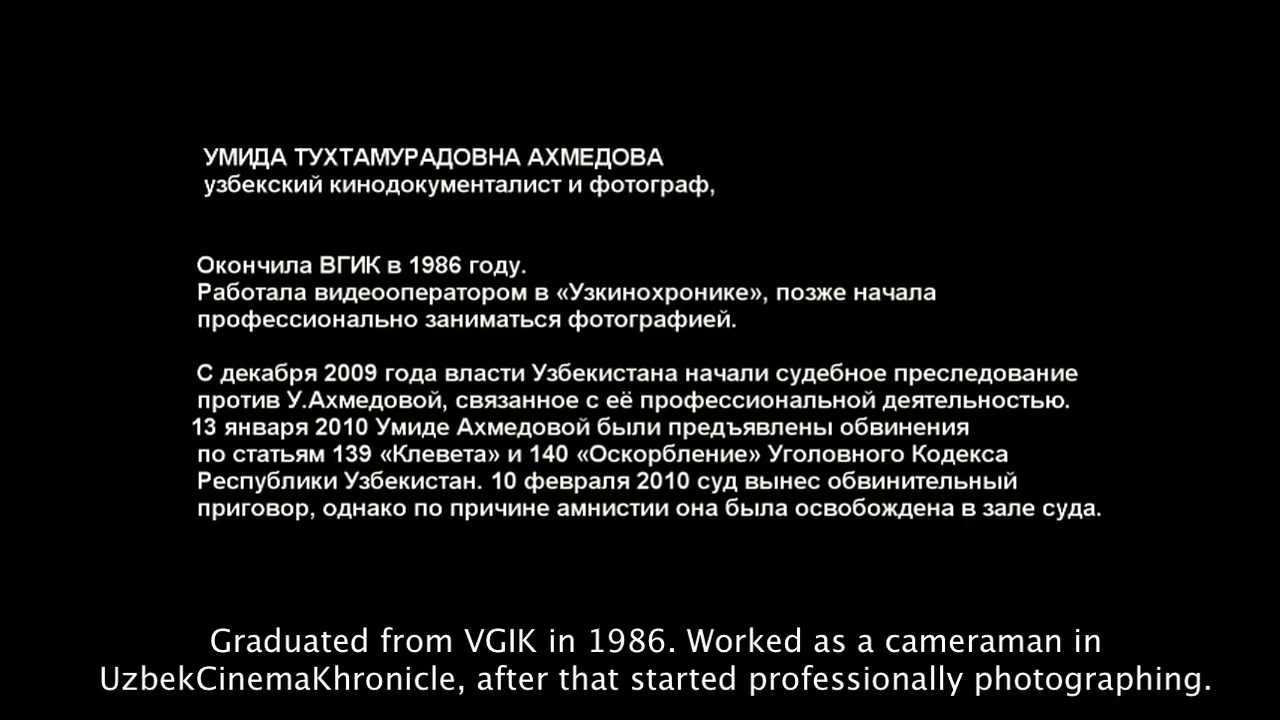 УМИДА ТУХТАМУРАДОВНА АХМЕДОВА
узбекский кинодокументалист и фотограф,
Окончила ВГИК в 1986 году.
Работала видеооператором в «Узкинохронике», позже начала
профессионально заниматься фотографией.
С декабря 2009 года власти Узбекистана начали судебное преследование
против У.Ахмедовой, связанное с её профессиональной деятельностью.
13 января 2010 Умиде Ахмедовой были предъявлены обвинения
по статьям 139 «Клевета» и 140 «Оскорбление» Уголовного Кодекса
Республики Узбекистан. 10 февраля 2010 суд вынес обвинительный
приговор, однако по причине амнистии она была освобождена в зале суда.
Graduated from VGIK in 1986. Worked as a cameraman in
UzbekCinemaKhronicle, after that started professionally photographing.